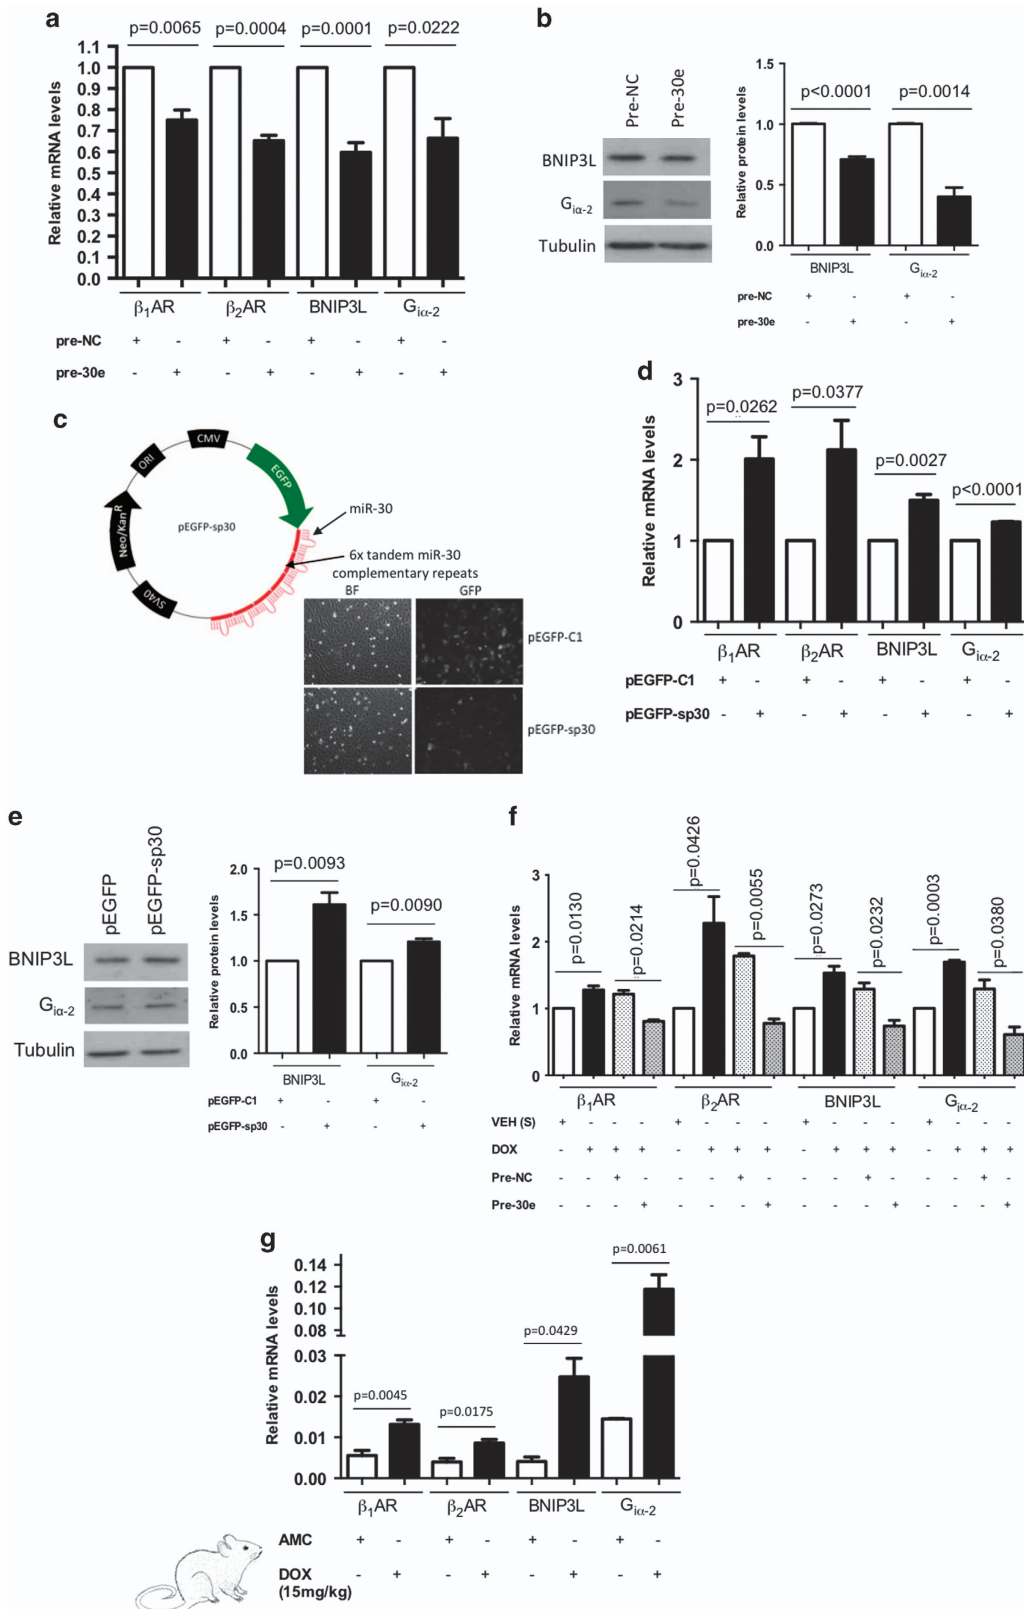 a
p=0.0065 p=0.0004 p=0.0001 p=0.0222
Relative mRNA levels
1.1
1.0
0.9
0.8
0.7
0.6
0.5
0.4
0.3
0.2
0.1
0.0
β1AR β2AR BNIP3L Giα-2
pre-NC + - + - + - + -
pre-30e - + - + - + - +
b
Pre-NC Pre-30e
BNIP3L
Giα-2
Tubulin
Relative protein levels
1.5
1.0
0.5
0.0
p<0.0001 p=0.0014
BNIP3L Giα-2
pre-NC + - + -
pre-30e - + - +
c
CMV
EGFP
ORI
Neo/KanR
SV40
pEGFP-sp30
miR-30
6x tandem miR-30
complementary repeats
BF GFP
pEGFP-C1
pEGFP-sp30
d
Relative mRNA levels
3
2
1
0
p=0.0262 p=0.0377 p=0.0027 p<0.0001
β1AR β2AR BNIP3L Giα-2
pEGFP-C1 + - + - + - + -
pEGFP-sp30 - + - + - + - +
e
pEGFP pEGFP-sp30
BNIP3L
Giα-2
Tubulin
Relative protein levels
2.0
1.5
1.0
0.5
0.0
p=0.0093 p=0.0090
BNIP3L Giα-2
pEGFP-C1 + - + -
pEGFP-sp30 - + - +
f
Relative mRNA levels
3
2
1
0
p=0.0130 p=0.0214 p=0.0426 p=0.0055 p=0.0273 p=0.0232 p=0.0003 p=0.0380
β1AR β2AR BNIP3L Giα-2
VEH (S) + - - - + - - - + - - - + - - -
DOX - + + + - + + + - + + + - + + +
Pre-NC - - + - - - + - - - + - - - + -
Pre-30e - - - + - - - + - - - + - - - +
g
Relative mRNA levels
0.14
0.12
0.10
0.08
0.03
0.02
0.01
0.00
p=0.0045 p=0.0175 p=0.0429 p=0.0061
β1AR β2AR BNIP3L Giα-2
AMC + - + - + - + -
DOX - + - + - + - +
(15mg/kg)